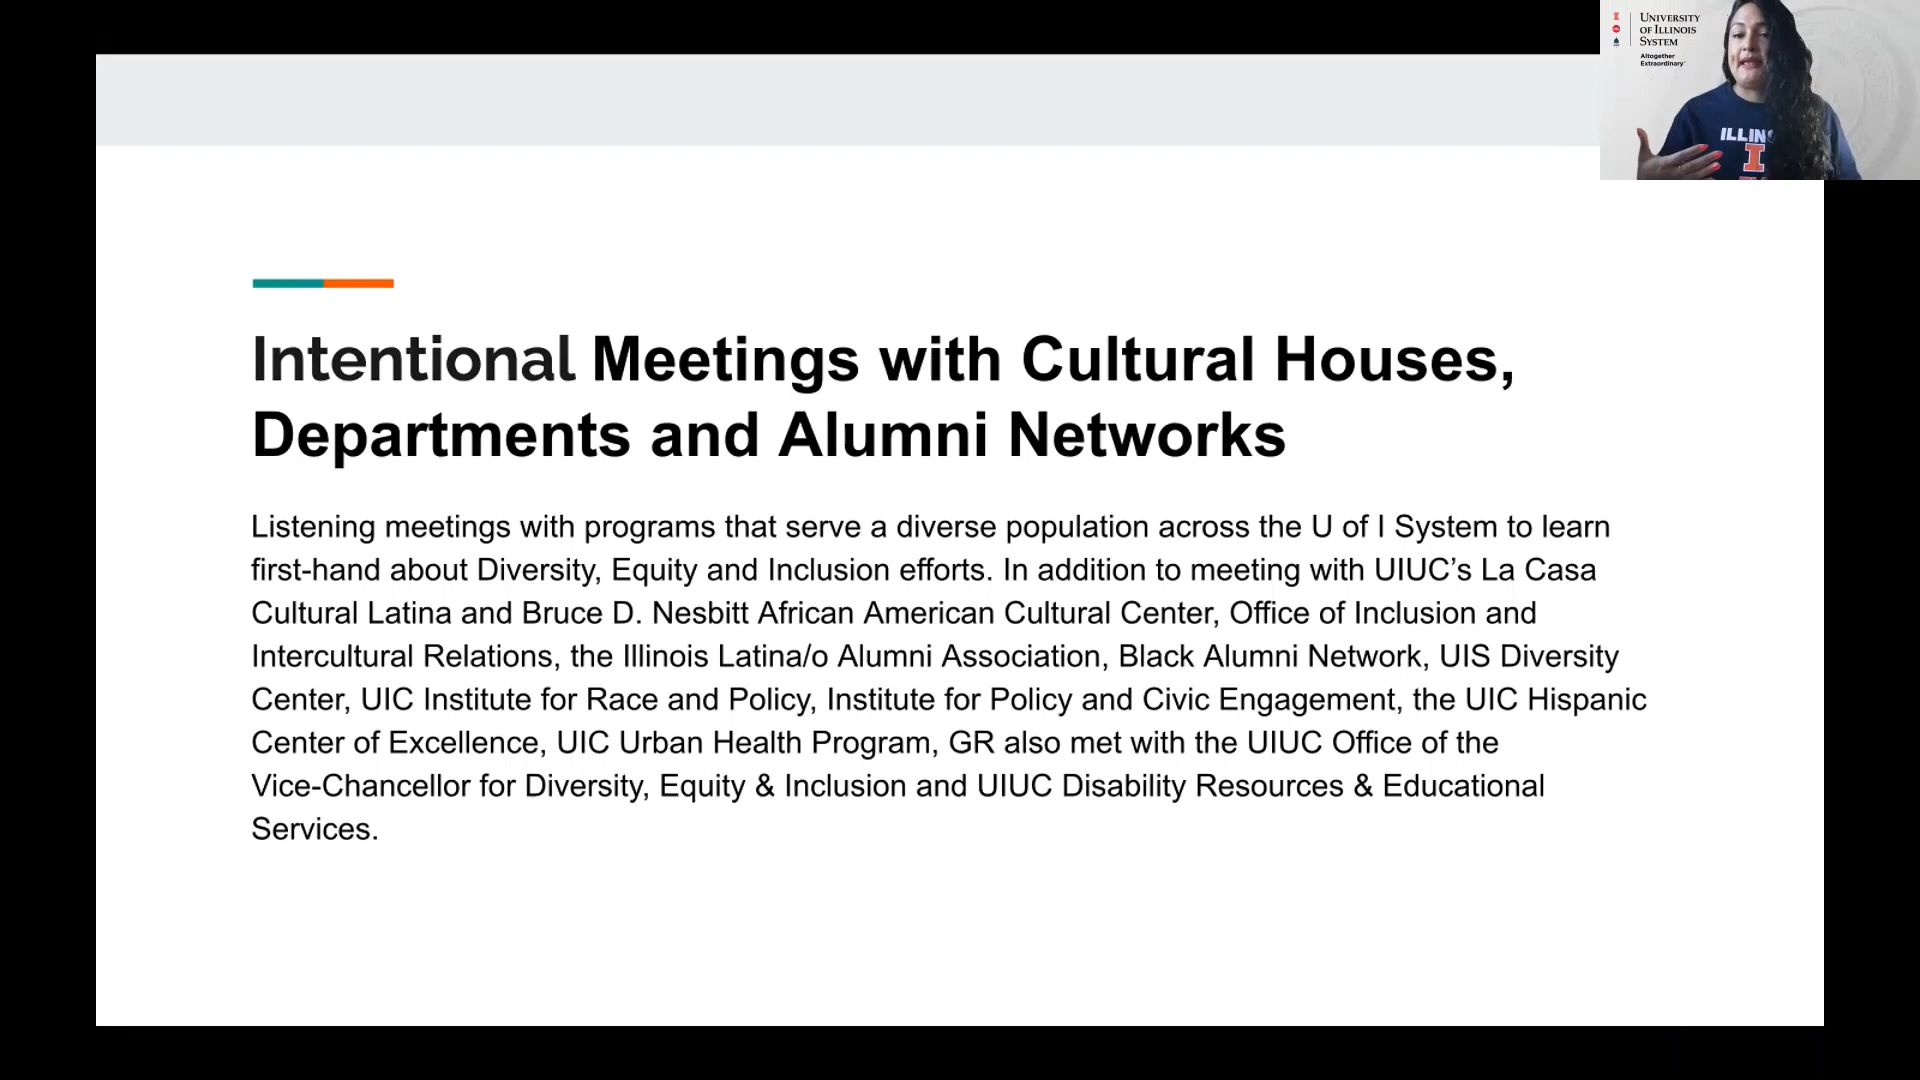 UNIVERSITY
OF ILLINOIS
SYSTEM
Altogether
Extraordinary
ILLIN
I
Intentional Meetings with Cultural Houses,
Departments and Alumni Networks
Listening meetings with programs that serve a diverse population across the U of I System to learn
first-hand about Diversity, Equity and Inclusion efforts. In addition to meeting with UIUC’s La Casa
Cultural Latina and Bruce D. Nesbitt African American Cultural Center, Office of Inclusion and
Intercultural Relations, the Illinois Latina/o Alumni Association, Black Alumni Network, UIS Diversity
Center, UIC Institute for Race and Policy, Institute for Policy and Civic Engagement, the UIC Hispanic
Center of Excellence, UIC Urban Health Program, GR also met with the UIUC Office of the
Vice-Chancellor for Diversity, Equity & Inclusion and UIUC Disability Resources & Educational
Services.